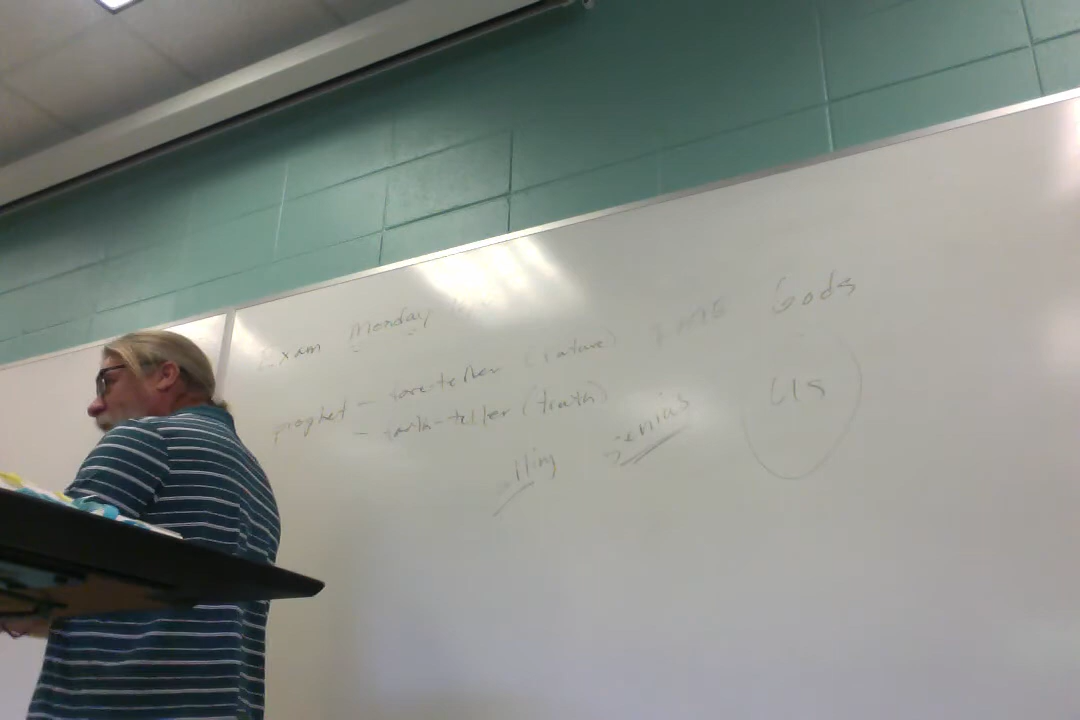 Exam Monday
Gods
prophet - fore-teller (future)
- forth-teller (truth)
US
genius